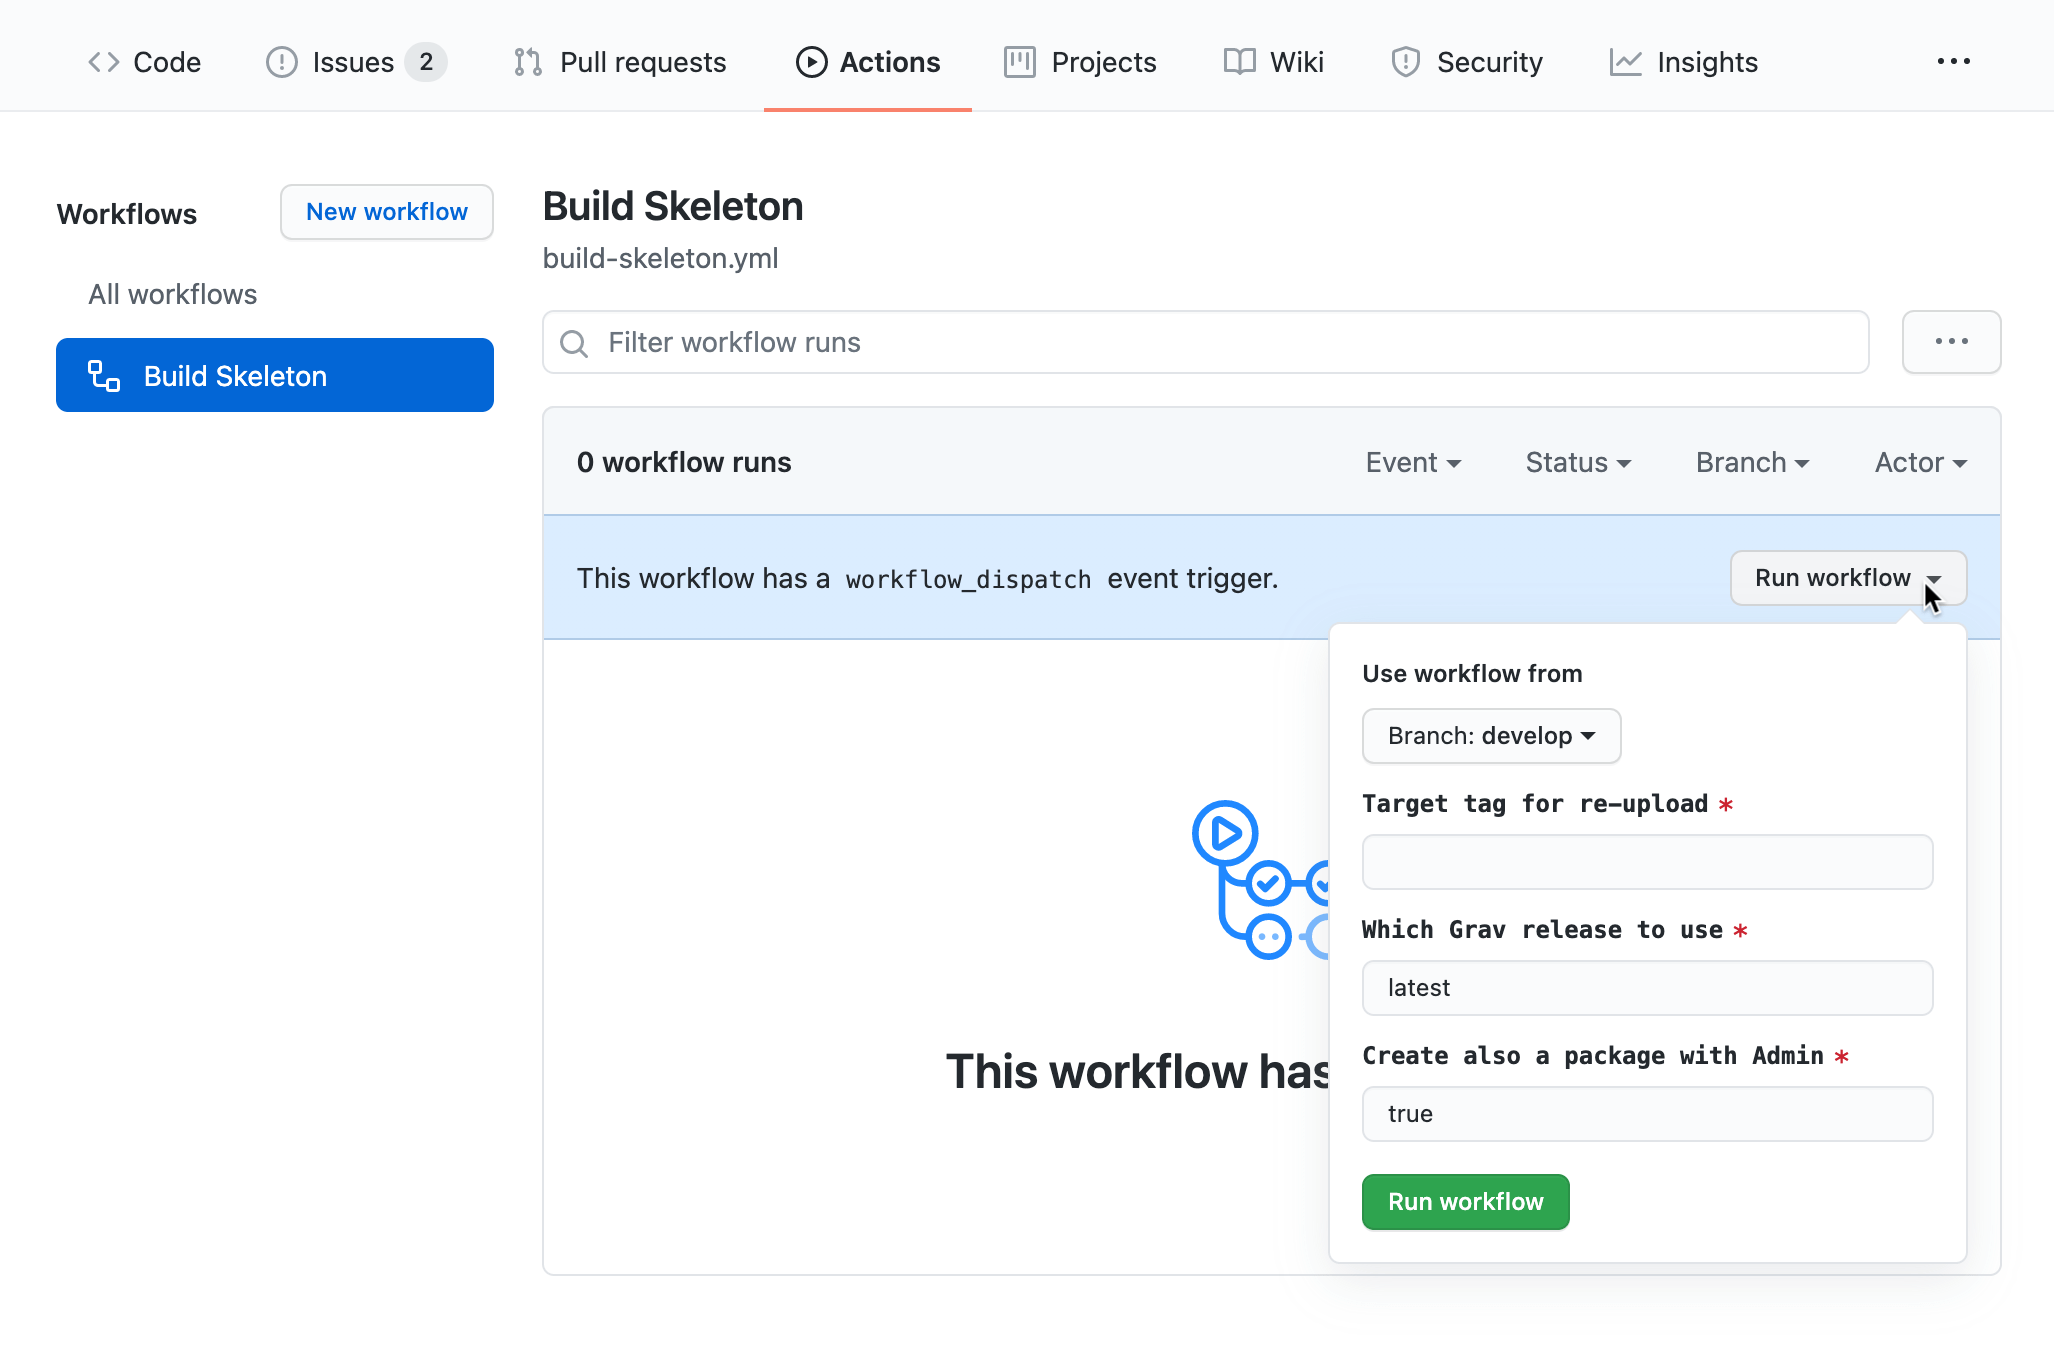 Code Issues 2 Pull requests Actions Projects Wiki Security Insights
Workflows
New workflow
All workflows
Build Skeleton
Build Skeleton
build-skeleton.yml
Filter workflow runs
0 workflow runs
Event Status Branch Actor
This workflow has a workflow_dispatch event trigger.
Run workflow
This workflow has
Use workflow from
Branch: develop
Target tag for re-upload *
Which Grav release to use *
latest
Create also a package with Admin *
true
Run workflow